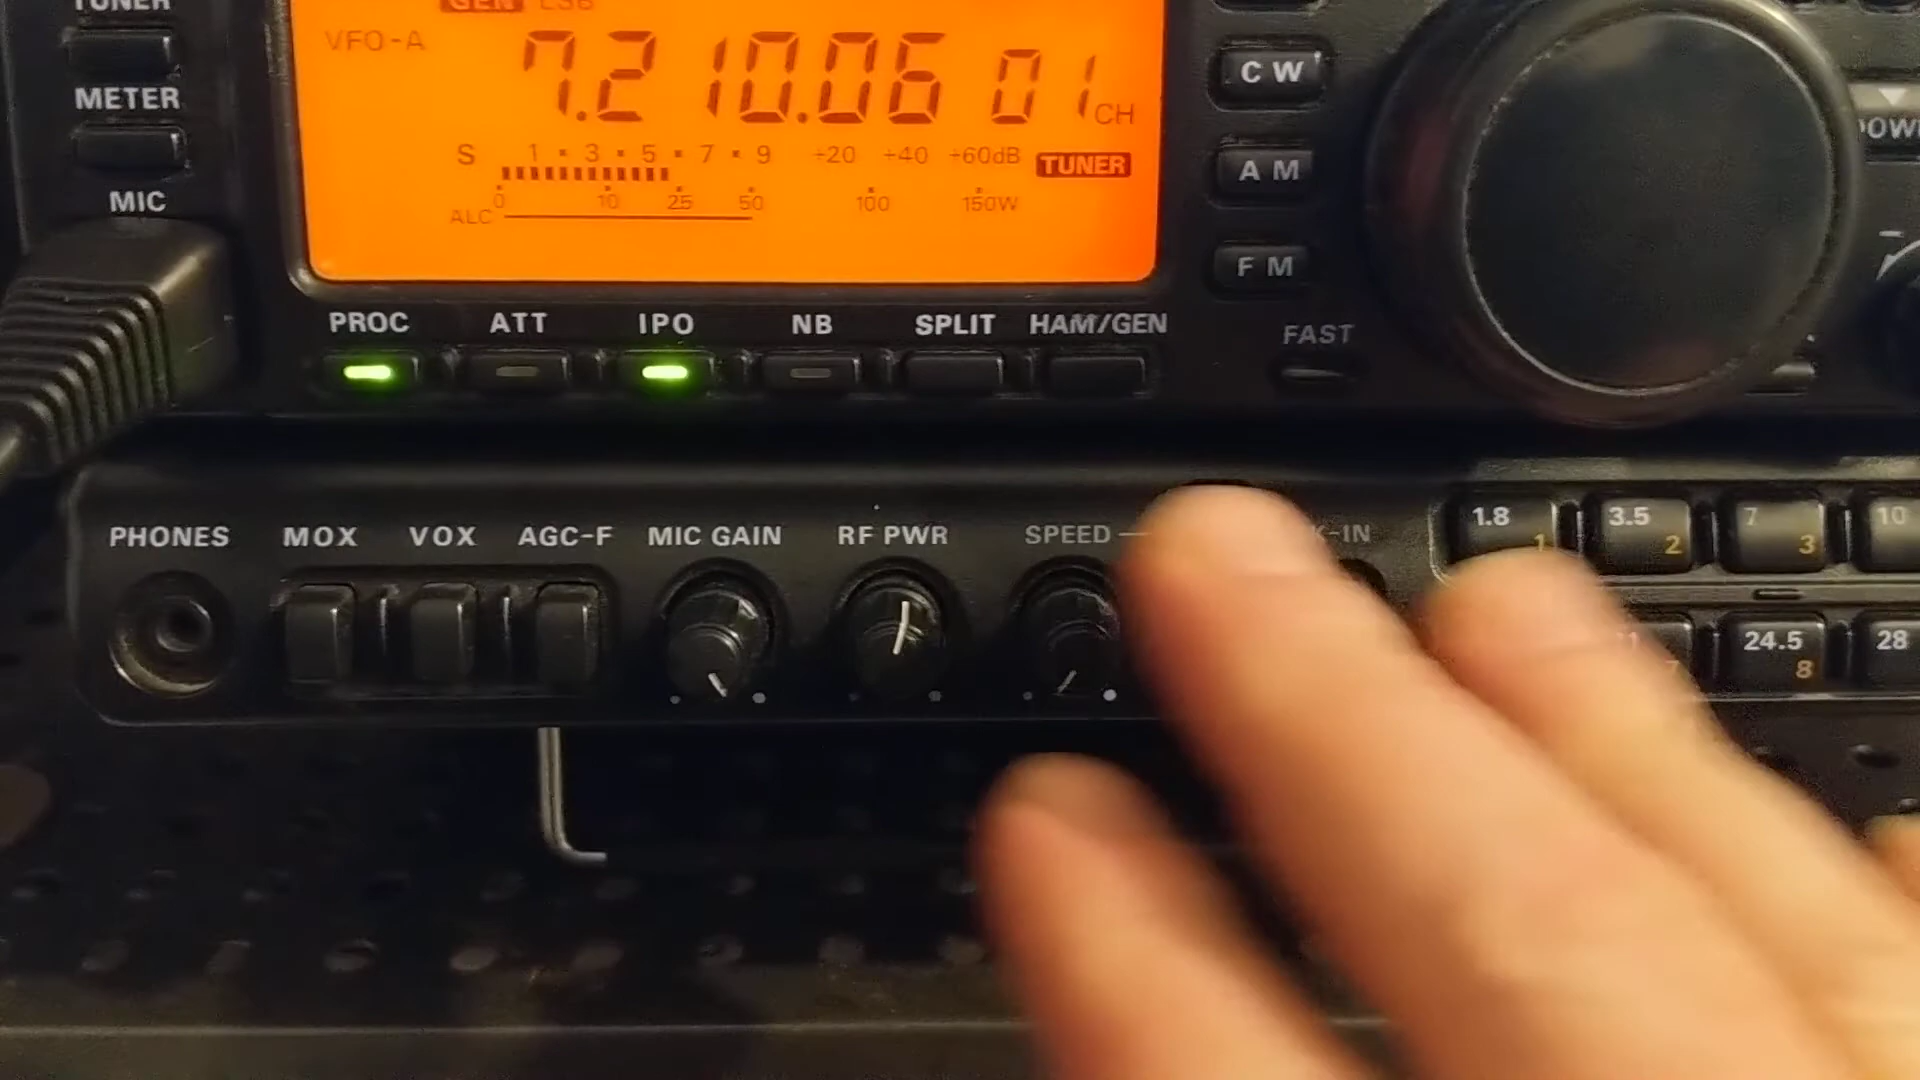 TUNER
GEN LSB
VFO-A 7.210.06 01 CH
METER
S 1 • 3 • 5 • 7 • 9 +20 +40 +60dB TUNER
0 10 25 50 100 150W
ALC
MIC
CW
AM
FM
FAST
PROC ATT IPO NB SPLIT HAM/GEN
PHONES MOX VOX AGC-F MIC GAIN RF PWR SPEED K-IN
1.8 1
3.5 2
7 3
10
7
24.5 8
28